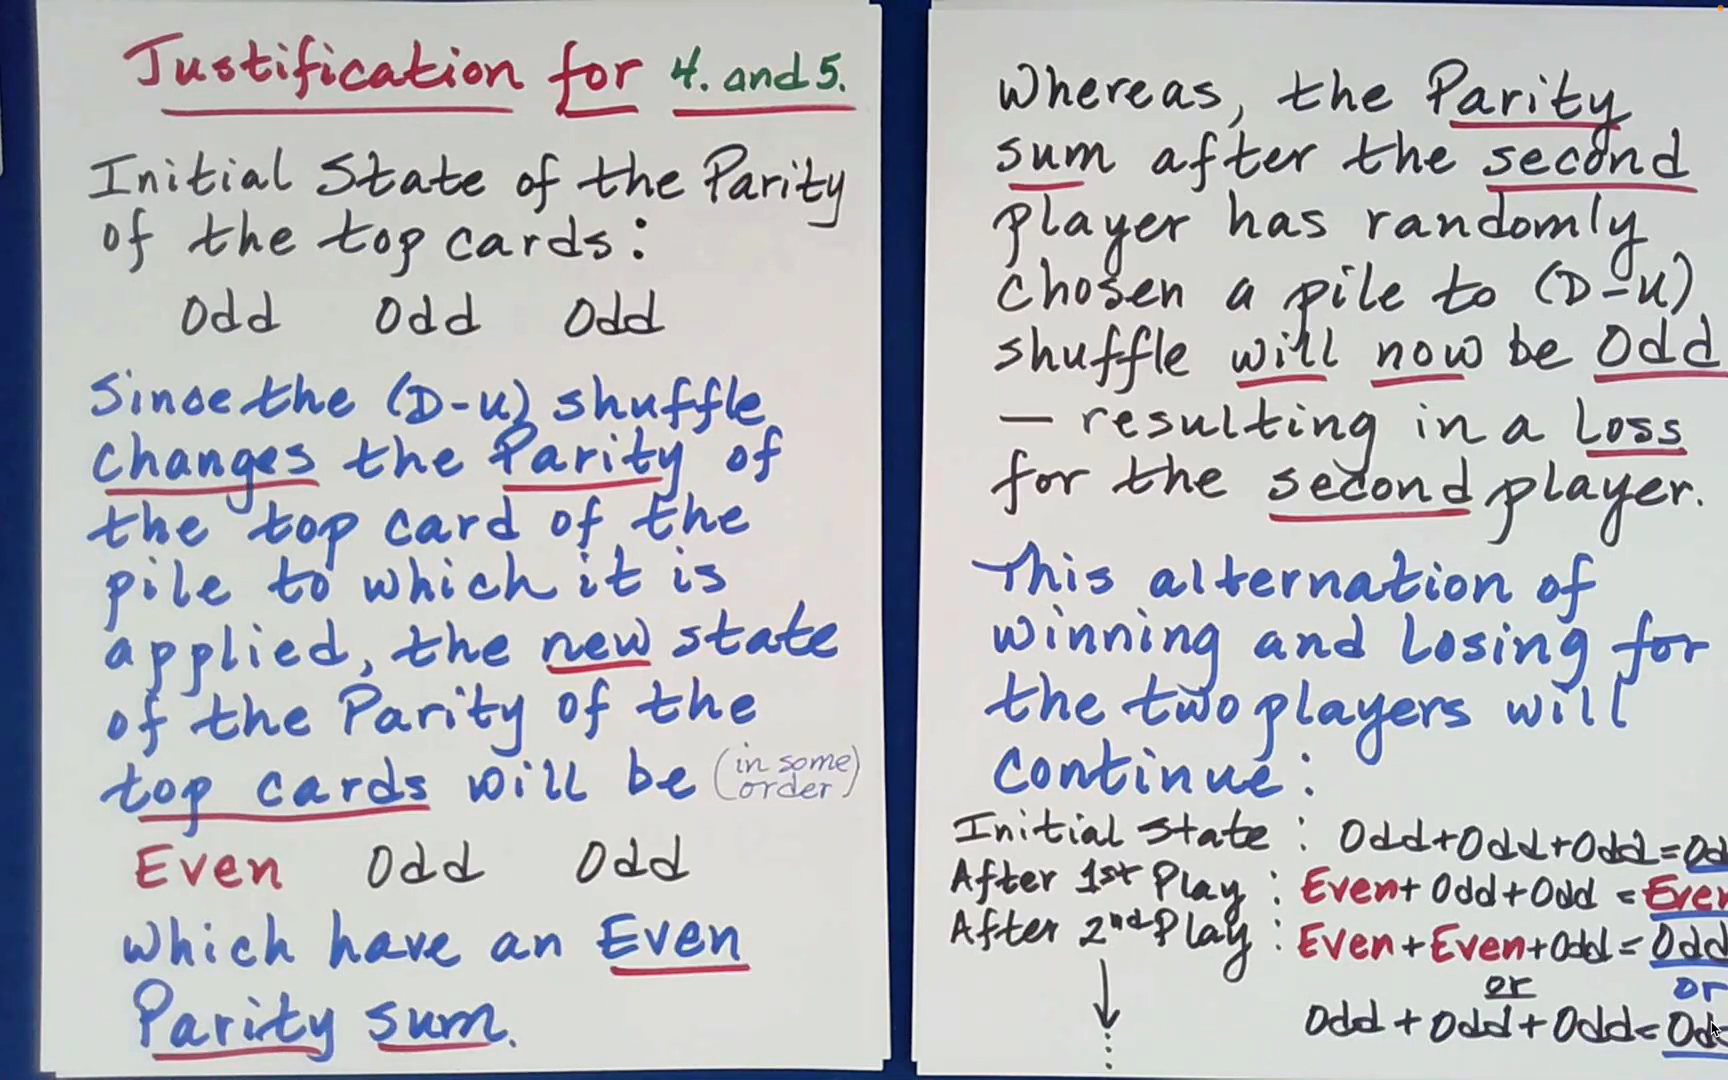 Justification for 4. and 5.
Initial State of the Parity
of the top cards:
Odd Odd Odd
Since the (D-u) shuffle
changes the Parity of
the top card of the
pile to which it is
applied, the new state
of the Parity of the
top cards will be (in some
order)
Even Odd Odd
which have an Even
Parity sum.
Whereas, the Parity
sum after the second
player has randomly
chosen a pile to (D-u)
shuffle will now be Odd
— resulting in a Loss
for the second player.
This alternation of
winning and Losing for
the two players will
continue:
Initial State : Odd+Odd+Odd=Od
After 1st Play : Even+Odd+Odd =Even
After 2nd Play : Even+Even+Odd=Odd
or or
Odd+Odd+Odd=Odd